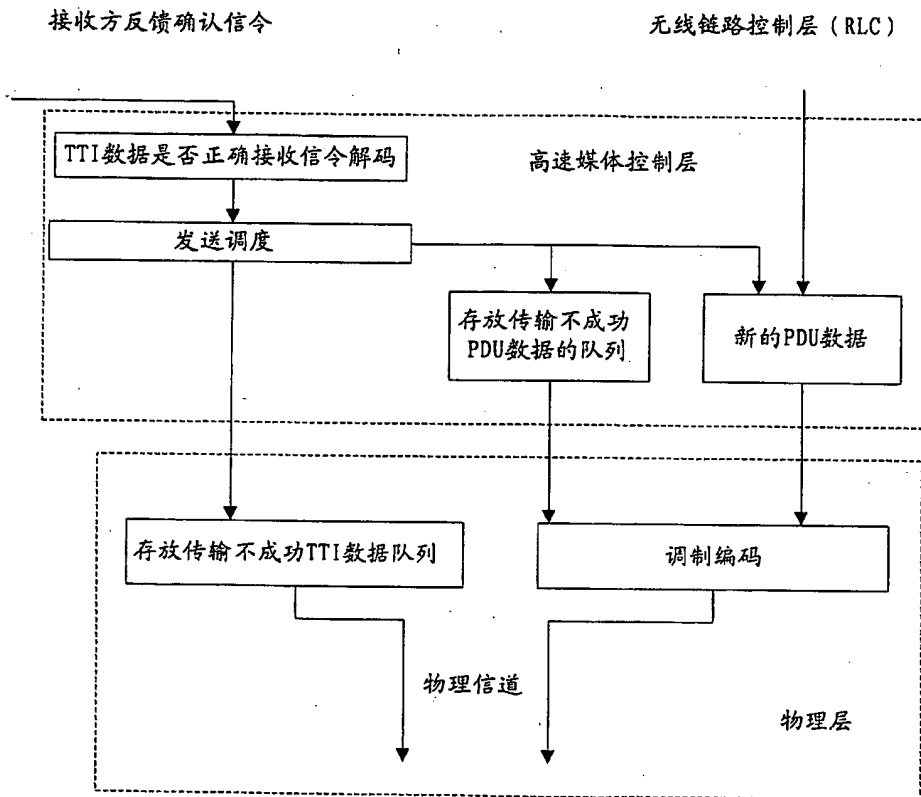 接收方反馈确认信令
无线链路控制层（RLC）
TTI数据是否正确接收信令解码
高速媒体控制层
发送调度
存放传输不成功
PDU数据的队列
新的PDU数据
存放传输不成功TTI数据队列
调制编码
物理信道
物理层